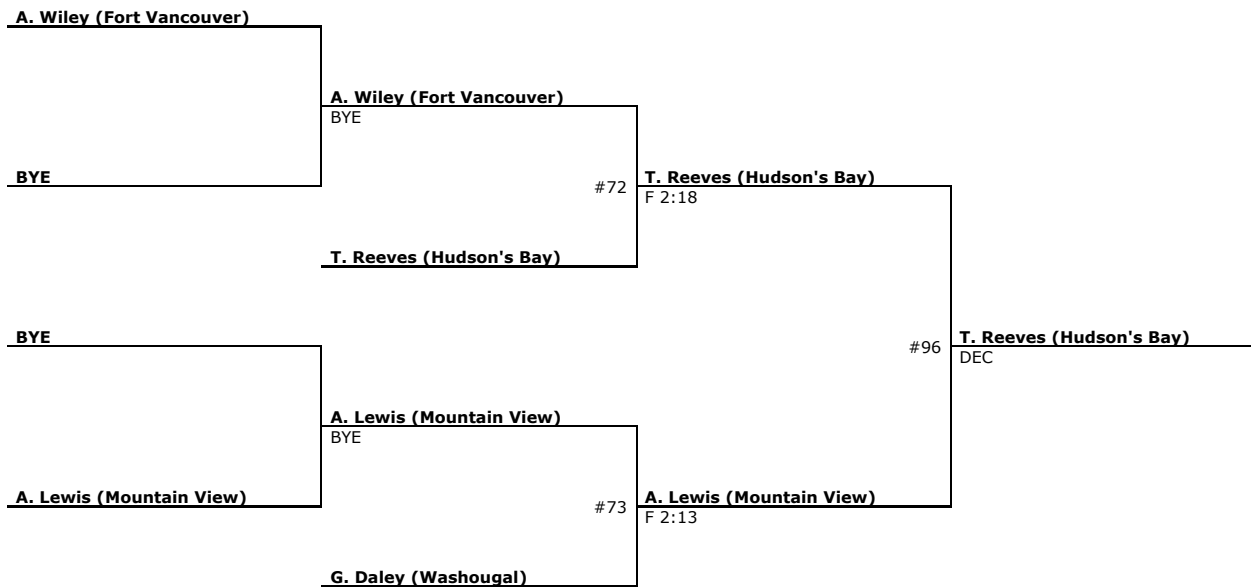 A. Wiley (Fort Vancouver)
A. Wiley (Fort Vancouver)
BYE
BYE
#72
T. Reeves (Hudson's Bay)
F 2:18
T. Reeves (Hudson's Bay)
BYE
#96
T. Reeves (Hudson's Bay)
DEC
A. Lewis (Mountain View)
BYE
A. Lewis (Mountain View)
#73
A. Lewis (Mountain View)
F 2:13
G. Daley (Washougal)